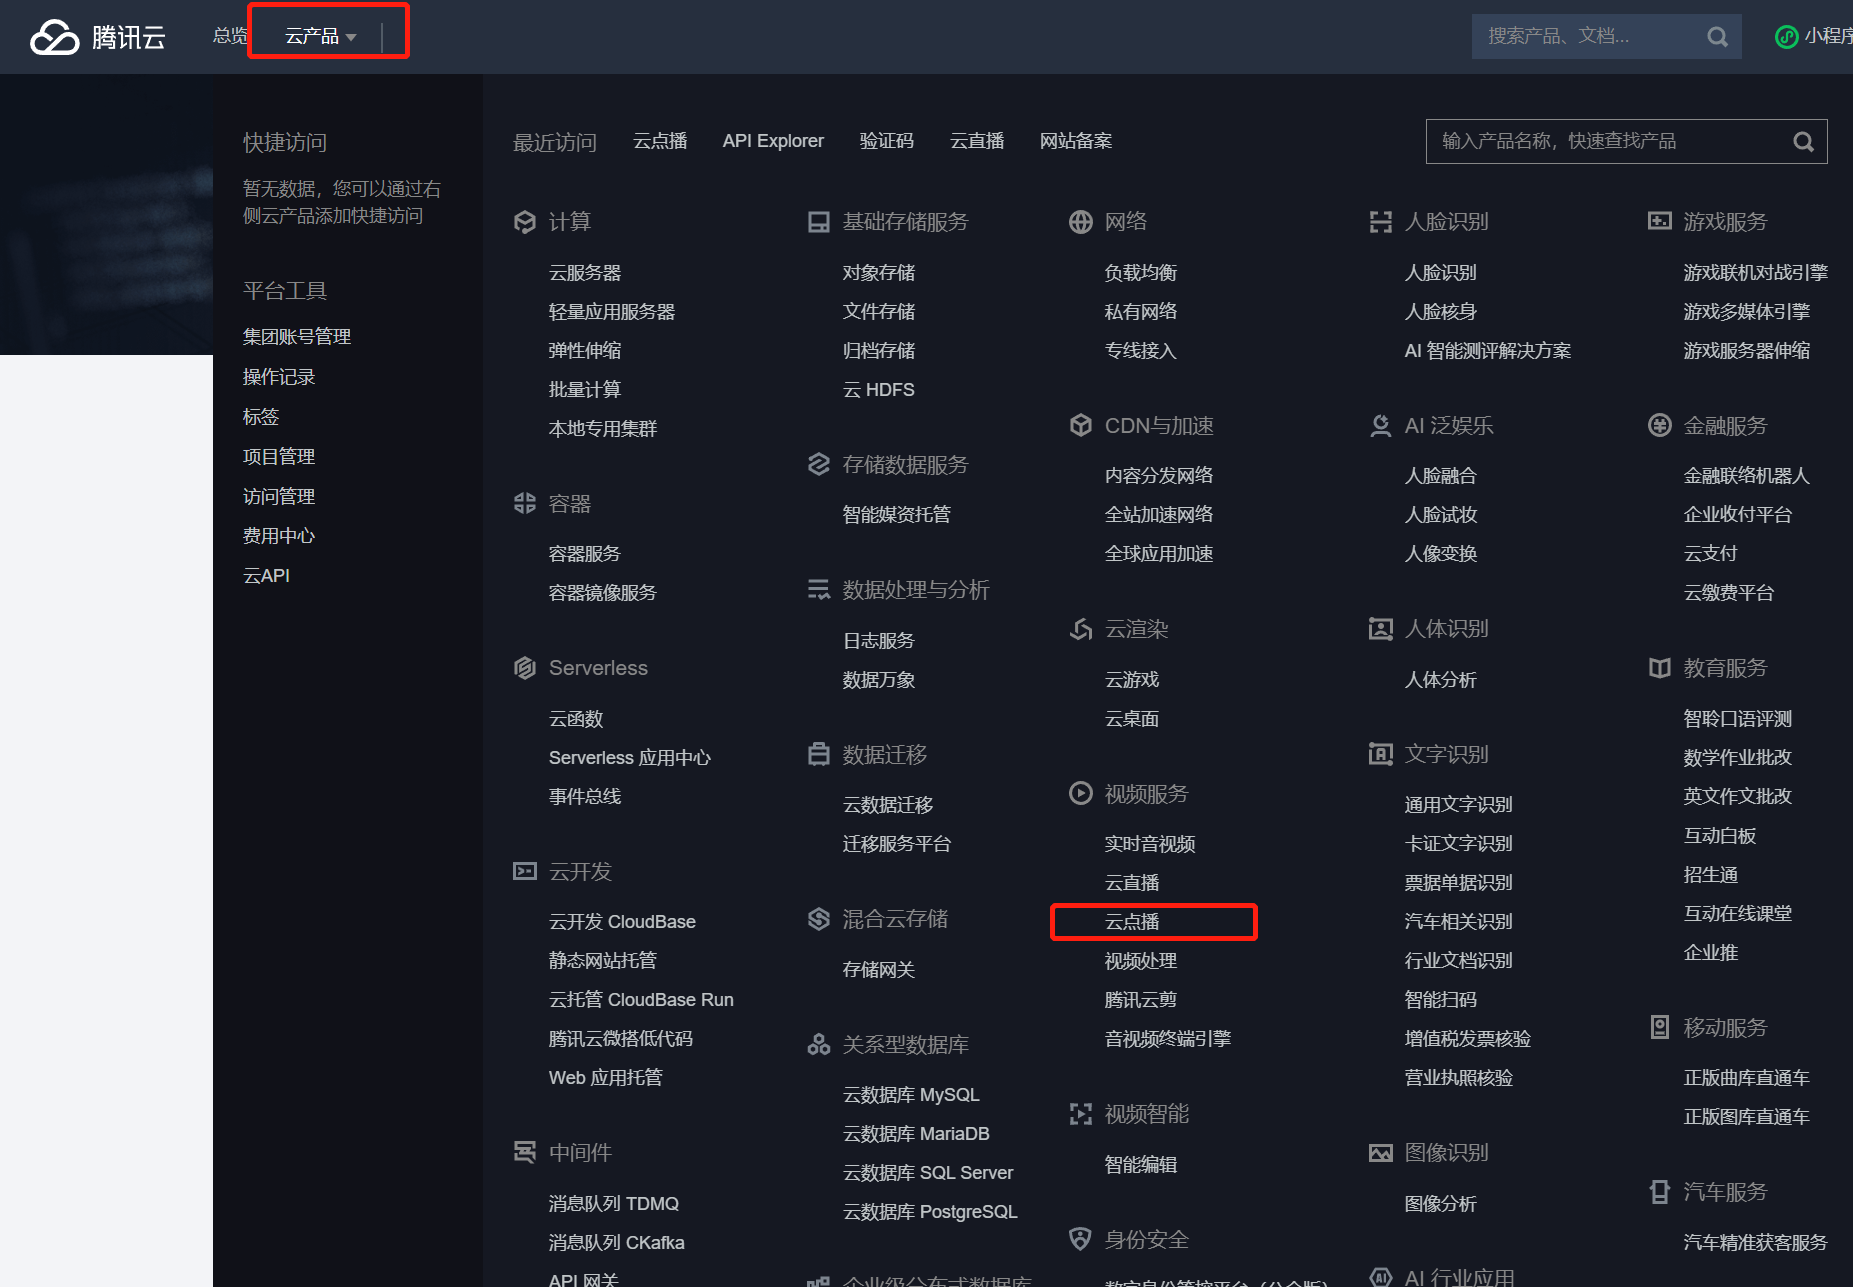 腾讯云
总览
云产品
搜索产品、文档...
小程序
快捷访问
暂无数据，您可以通过右
侧云产品添加快捷访问
平台工具
集团账号管理
操作记录
标签
项目管理
访问管理
费用中心
云API
最近访问
云点播
API Explorer
验证码
云直播
网站备案
输入产品名称，快速查找产品
计算
云服务器
轻量应用服务器
弹性伸缩
批量计算
本地专用集群
容器
容器服务
容器镜像服务
Serverless
云函数
Serverless 应用中心
事件总线
云开发
云开发 CloudBase
静态网站托管
云托管 CloudBase Run
腾讯云微搭低代码
Web 应用托管
中间件
消息队列 TDMQ
消息队列 CKafka
API 网关
基础存储服务
对象存储
文件存储
归档存储
云 HDFS
存储数据服务
智能媒资托管
数据处理与分析
日志服务
数据万象
数据迁移
云数据迁移
迁移服务平台
混合云存储
存储网关
关系型数据库
云数据库 MySQL
云数据库 MariaDB
云数据库 SQL Server
云数据库 PostgreSQL
企业级分布式数据库
网络
负载均衡
私有网络
专线接入
CDN与加速
内容分发网络
全站加速网络
全球应用加速
云渲染
云游戏
云桌面
视频服务
实时音视频
云直播
云点播
视频处理
腾讯云剪
音视频终端引擎
视频智能
智能编辑
身份安全
数字身份管控平台（公众版）
人脸识别
人脸识别
人脸核身
AI 智能测评解决方案
AI 泛娱乐
人脸融合
人脸试妆
人像变换
人体识别
人体分析
文字识别
通用文字识别
卡证文字识别
票据单据识别
汽车相关识别
行业文档识别
智能扫码
增值税发票核验
营业执照核验
图像识别
图像分析
AI 行业应用
游戏服务
游戏联机对战引擎
游戏多媒体引擎
游戏服务器伸缩
金融服务
金融联络机器人
企业收付平台
云支付
云缴费平台
教育服务
智聆口语评测
数学作业批改
英文作文批改
互动白板
招生通
互动在线课堂
企业推
移动服务
正版曲库直通车
正版图库直通车
汽车服务
汽车精准获客服务